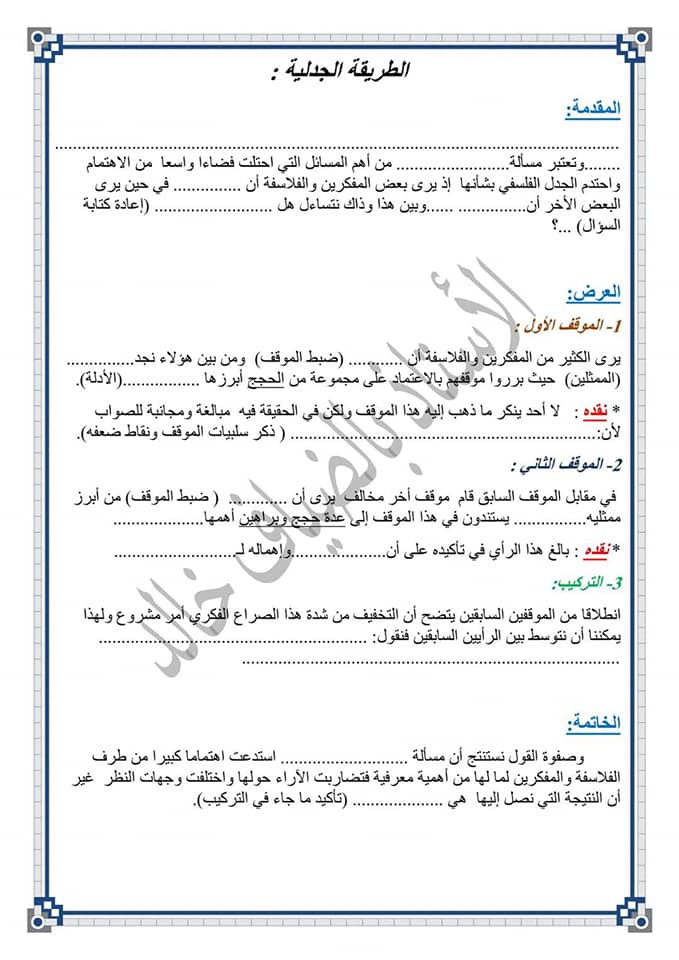 الطريقة الجدلية :
المقدمة:
................................................................................................................
........وتعتبر مسألة......................... من أهم المسائل التي احتلت فضاءا واسعا من الاهتمام
واحتدم الجدل الفلسفي بشأنها إذ يرى بعض المفكرين والفلاسفة أن ............... في حين يرى
البعض الأخر أن............... ......وبين هذا وذاك نتساءل هل .......................... (إعادة كتابة
السؤال) ...؟
العرض:
1- الموقف الأول :
يرى الكثير من المفكرين والفلاسفة أن ............ (ضبط الموقف) ومن بين هؤلاء نجد...............
(الممثلين) حيث برروا موقفهم بالاعتماد على مجموعة من الحجج أبرزها .................(الأدلة).
* نقده : لا أحد ينكر ما ذهب إليه هذا الموقف ولكن في الحقيقة فيه مبالغة ومجانبة للصواب
لأن:.................................................................... ( ذكر سلبيات الموقف ونقاط ضعفه).
2- الموقف الثاني :
في مقابل الموقف السابق قام موقف أخر مخالف يرى أن ............. ( ضبط الموقف) من أبرز
ممثليه................ يستندون في هذا الموقف إلى عدة حجج وبراهين أهمها....................
*نقده : بالغ هذا الرأي في تأكيده على أن.....................وإهماله لـ..........................
3- التركيب:
انطلاقا من الموقفين السابقين يتضح أن التخفيف من شدة هذا الصراع الفكري أمر مشروع ولهذا
يمكننا أن نتوسط بين الرأيين السابقين فنقول: ............................................................
....................................................................................
الخاتمة:
وصفوة القول نستنتج أن مسألة ............................ استدعت اهتماما كبيرا من طرف
الفلاسفة والمفكرين لما لها من أهمية معرفية فتضاربت الآراء حولها واختلفت وجهات النظر غير
أن النتيجة التي نصل إليها هي .................... (تأكيد ما جاء في التركيب).
الأستاذ بالضياف خالد